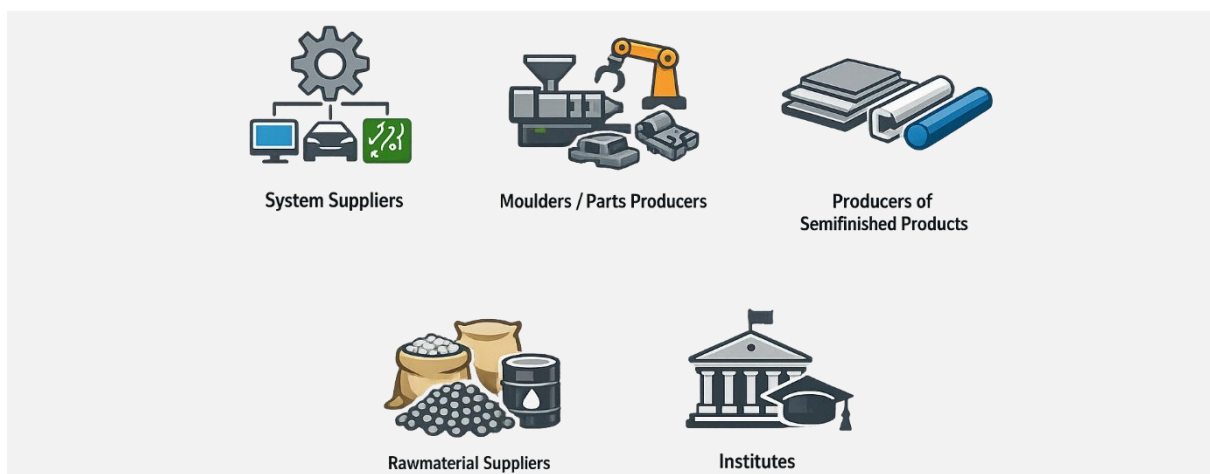 System Suppliers
Moulders / Parts Producers
Producers of
Semifinished Products
Rawmaterial Suppliers
Institutes